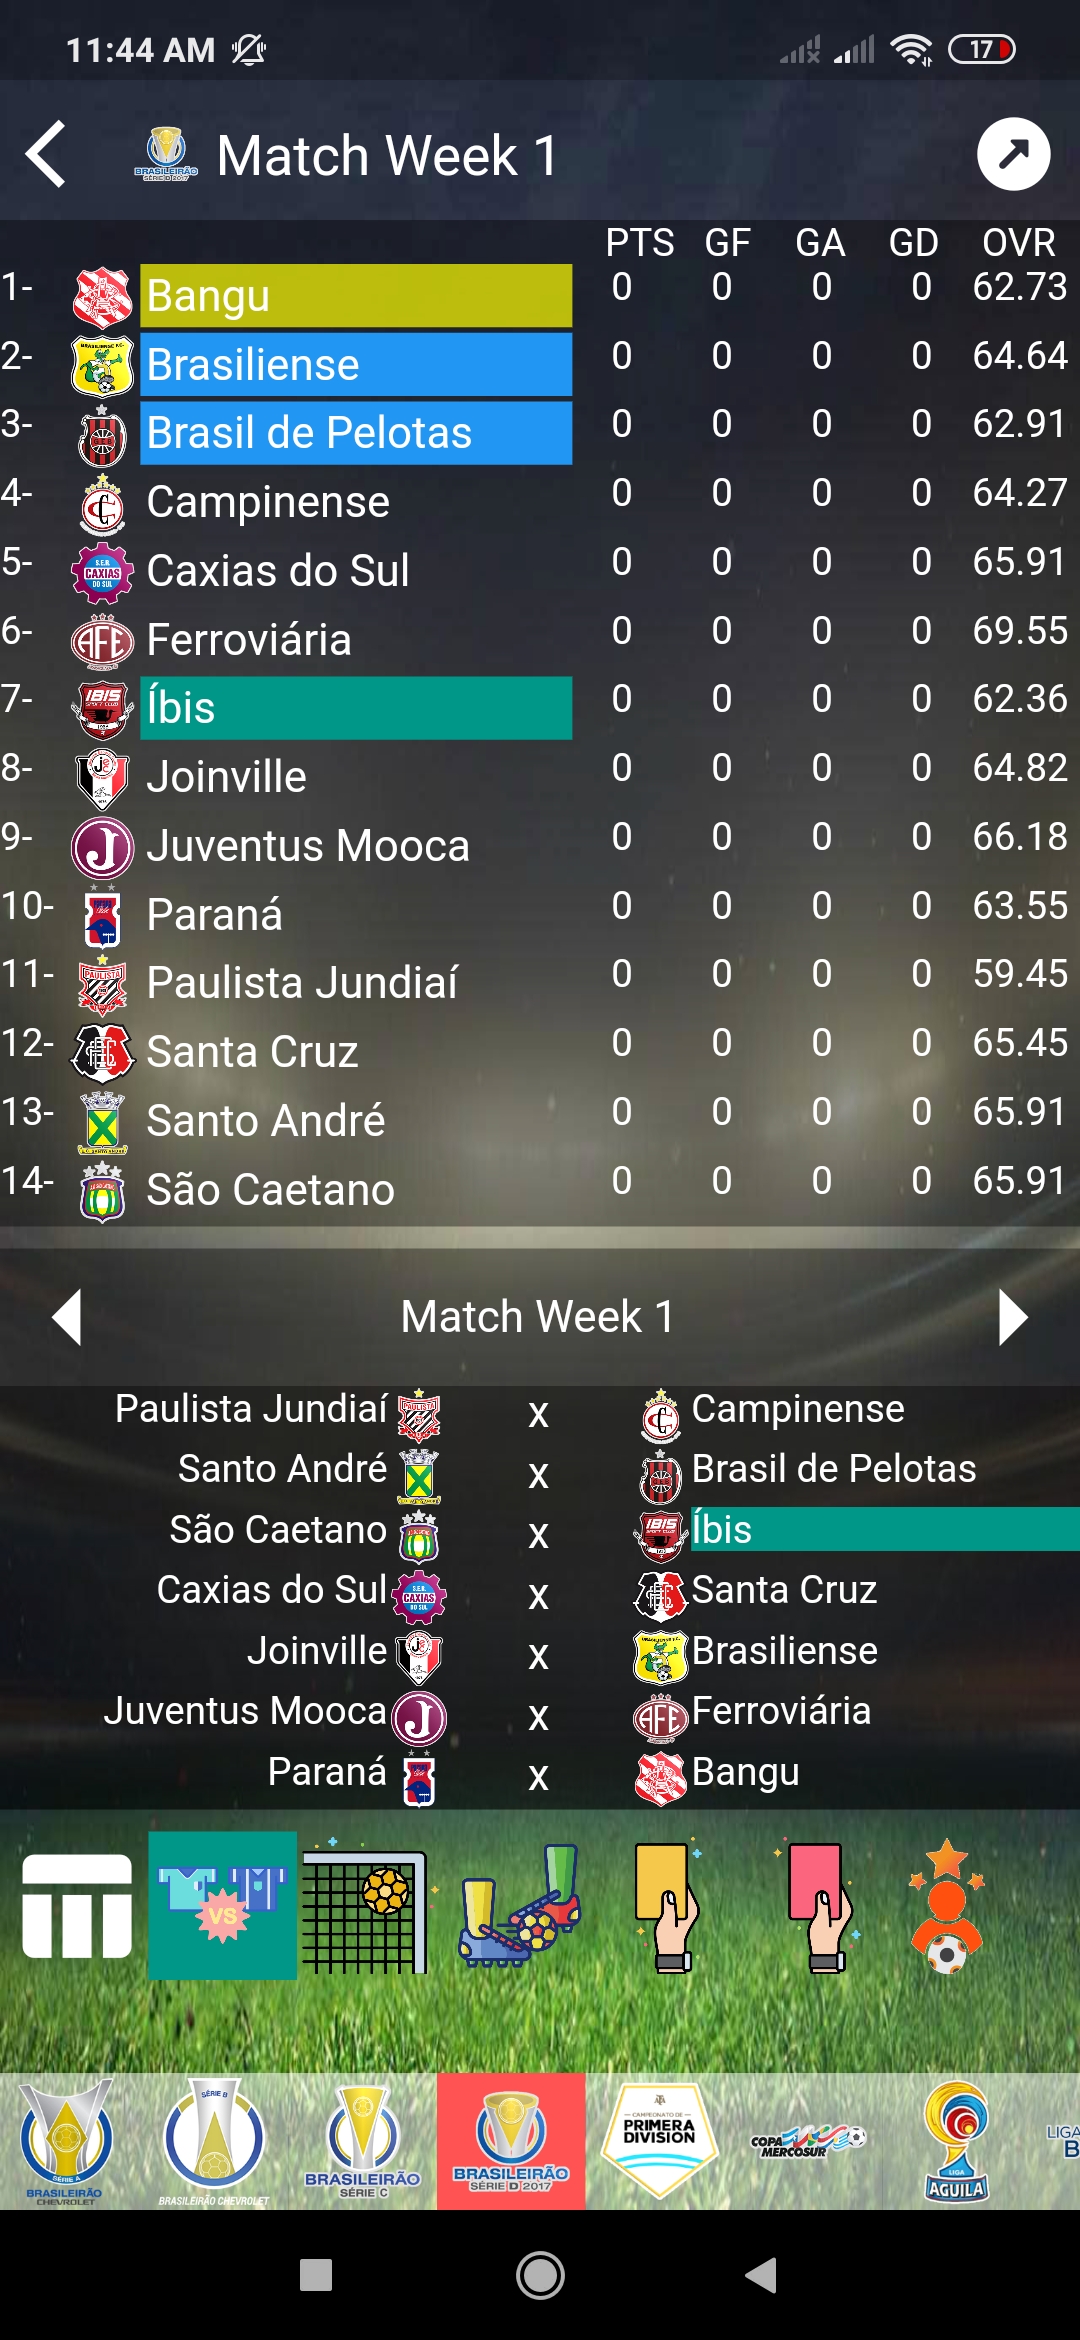 11:44 AM 17
BRASILEIRÃO
SÉRIE D 2017
Match Week 1
PTS GF GA GD OVR
1- Bangu 0 0 0 0 62.73
2- Brasiliense 0 0 0 0 64.64
3- Brasil de Pelotas 0 0 0 0 62.91
4- Campinense 0 0 0 0 64.27
5- Caxias do Sul 0 0 0 0 65.91
6- Ferroviária 0 0 0 0 69.55
7- Íbis 0 0 0 0 62.36
8- Joinville 0 0 0 0 64.82
9- Juventus Mooca 0 0 0 0 66.18
10- Paraná 0 0 0 0 63.55
11- Paulista Jundiaí 0 0 0 0 59.45
12- Santa Cruz 0 0 0 0 65.45
13- Santo André 0 0 0 0 65.91
14- São Caetano 0 0 0 0 65.91
Match Week 1
Paulista Jundiaí x Campinense
Santo André x Brasil de Pelotas
São Caetano x Íbis
Caxias do Sul x Santa Cruz
Joinville x Brasiliense
Juventus Mooca x Ferroviária
Paraná x Bangu
VS
SÉRIE A
BRASILEIRÃO
CHEVROLET
SÉRIE B
BRASILEIRÃO CHEVROLET
BRASILEIRÃO
SÉRIE C
BRASILEIRÃO
SÉRIE D 2017
CAMPEONATO DE
PRIMERA
DIVISION
COPA
MERCOSUR
LIGA
AGUILA
LIGA
B